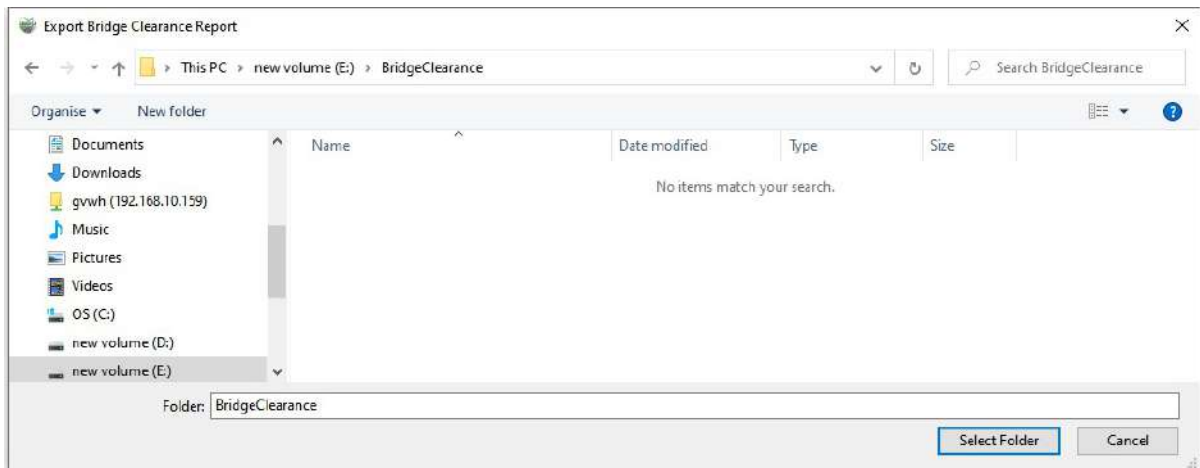 Export Bridge Clearance Report
This PC > new volume (E:) > BridgeClearance
Search BridgeClearance
Organise
New folder
Name
Date modified
Type
Size
Documents
Downloads
gvwh (192.168.10.159)
Music
Pictures
Videos
OS (C:)
new volume (D:)
new volume (E:)
No items match your search.
Folder: BridgeClearance
Select Folder
Cancel